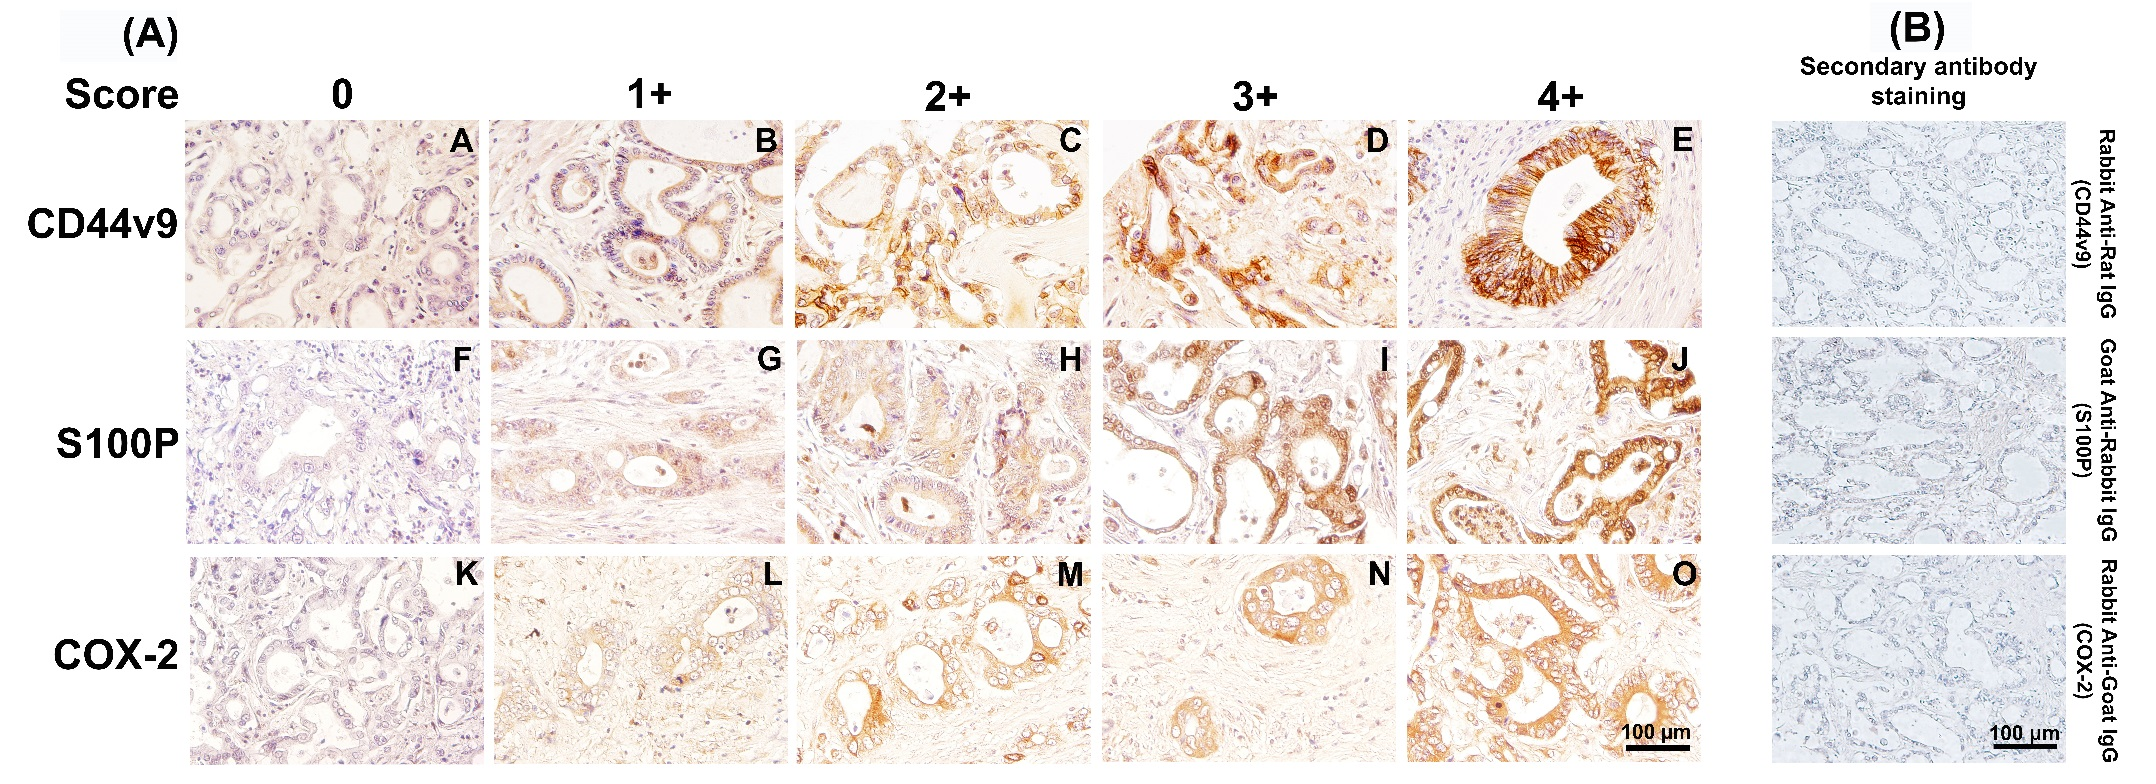 (A)
Score 0 1+ 2+ 3+ 4+
CD44v9
A B C D E
S100P
F G H I J
COX-2
K L M N O
100 µm
(B)
Secondary antibody
staining
Rabbit Anti-Rat IgG
(CD44v9)
Goat Anti-Rabbit IgG
(S100P)
Rabbit Anti-Goat IgG
(COX-2)
100 µm